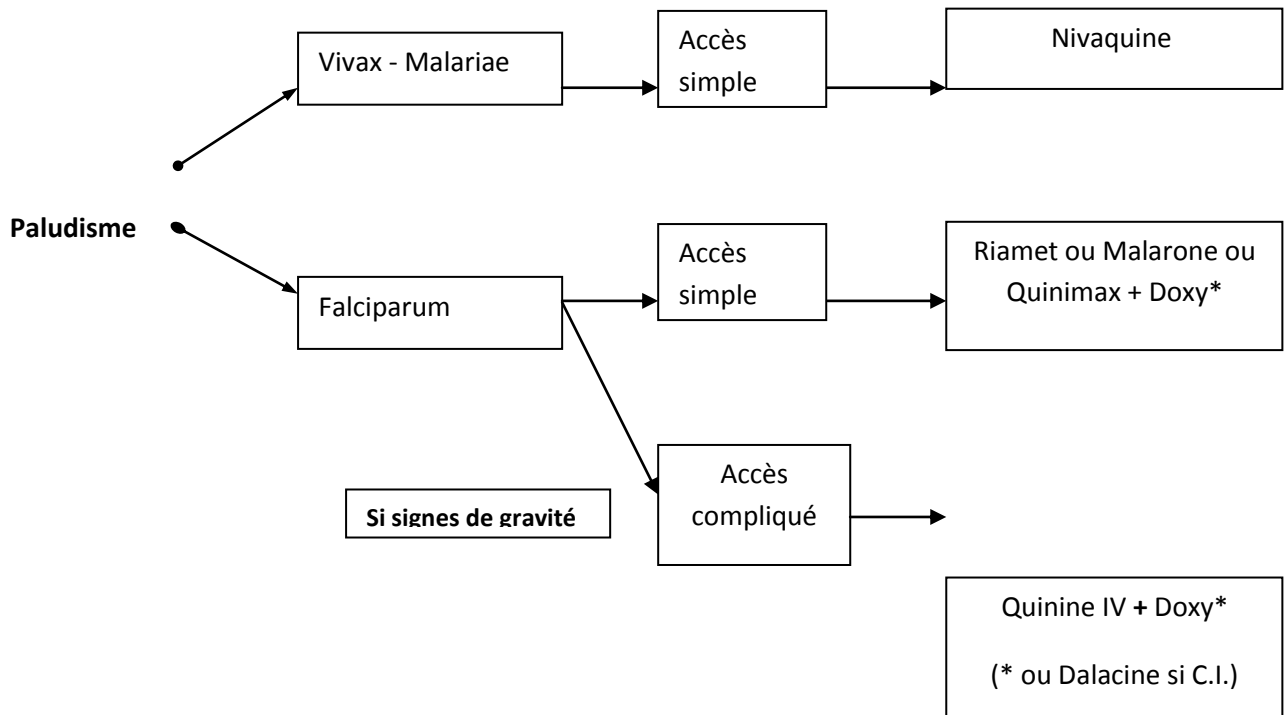 Vivax - Malariae
Accès
simple
Nivaquine
Paludisme
Falciparum
Accès
simple
Riamet ou Malarone ou
Quinimax + Doxy*
Si signes de gravité
Accès
compliqué
Quinine IV + Doxy*
(* ou Dalacine si C.I.)